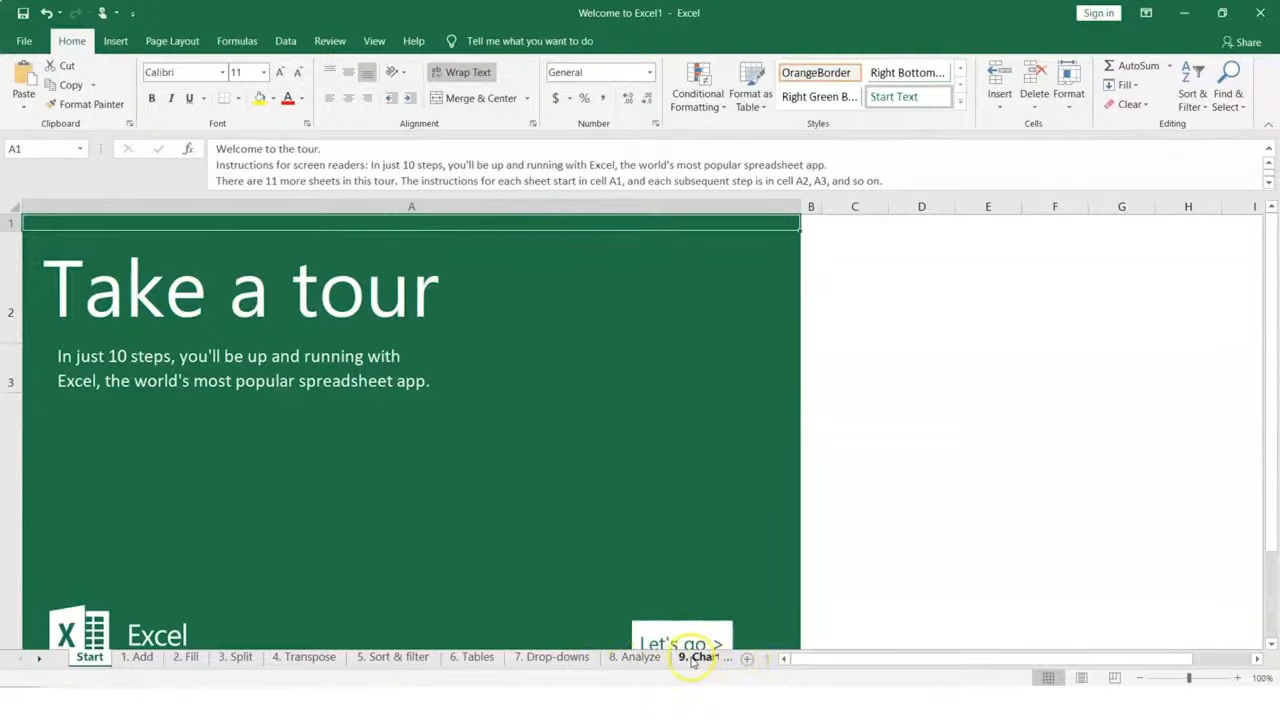 Welcome to Excel1 - Excel
Sign in
File Home Insert Page Layout Formulas Data Review View Help Tell me what you want to do
Share
Paste
Cut
Copy
Format Painter
Clipboard
Calibri 11
B I U
Font
Wrap Text
Merge & Center
Alignment
General
$ % ,
Number
Conditional Formatting
Format as Table
OrangeBorder Right Bottom...
Right Green B... Start Text
Styles
Insert Delete Format
Cells
AutoSum
Fill
Clear
Sort & Filter
Find & Select
Editing
A1
fx
Welcome to the tour.
Instructions for screen readers: In just 10 steps, you'll be up and running with Excel, the world's most popular spreadsheet app.
There are 11 more sheets in this tour. The instructions for each sheet start in cell A1, and each subsequent step is in cell A2, A3, and so on.
A B C D E F G H I
1
2
3
Take a tour
In just 10 steps, you'll be up and running with
Excel, the world's most popular spreadsheet app.
X Excel
Let's go >
Start 1. Add 2. Fill 3. Split 4. Transpose 5. Sort & filter 6. Tables 7. Drop-downs 8. Analyze 9. Char ...
100%